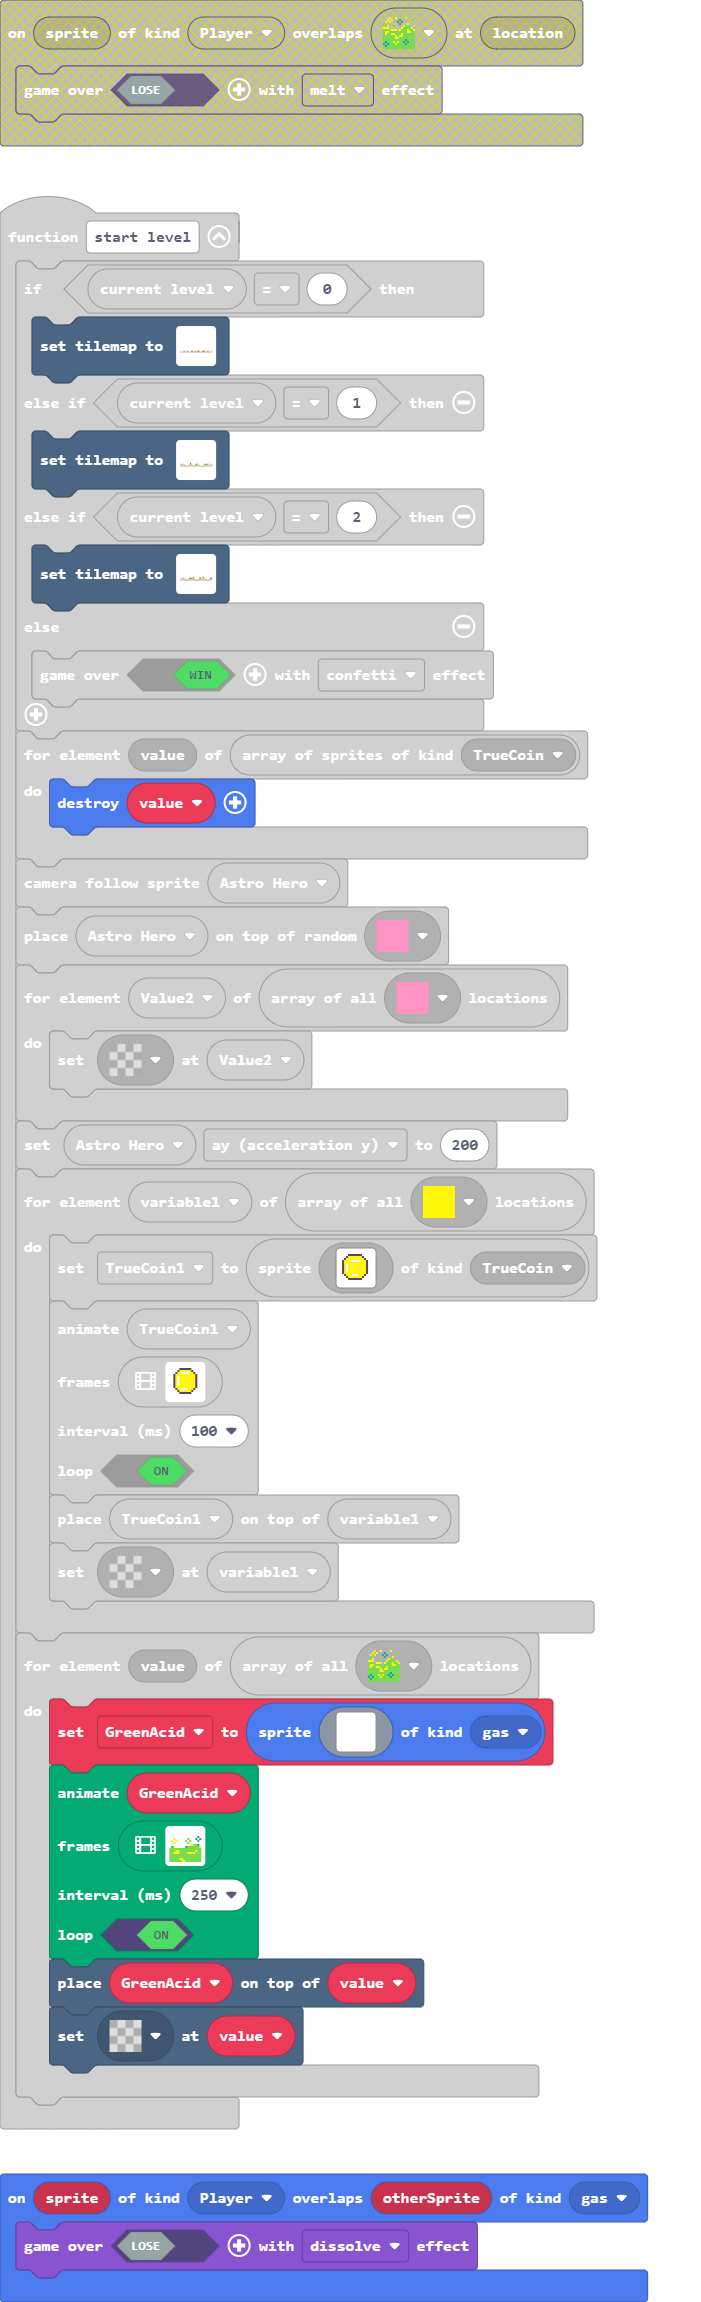 on sprite of kind Player overlaps at location
game over LOSE with melt effect
function start level
if current level = 0 then
set tilemap to
else if current level = 1 then
set tilemap to
else if current level = 2 then
set tilemap to
else
game over WIN with confetti effect
for element value of array of sprites of kind TrueCoin
do
destroy value
camera follow sprite Astro Hero
place Astro Hero on top of random
for element Value2 of array of all locations
do
set at Value2
set Astro Hero ay (acceleration y) to 200
for element variable1 of array of all locations
do
set TrueCoin1 to sprite of kind TrueCoin
animate TrueCoin1
frames
interval (ms) 100
loop ON
place TrueCoin1 on top of variable1
set at variable1
for element value of array of all locations
do
set GreenAcid to sprite of kind gas
animate GreenAcid
frames
interval (ms) 250
loop ON
place GreenAcid on top of value
set at value
on sprite of kind Player overlaps otherSprite of kind gas
game over LOSE with dissolve effect